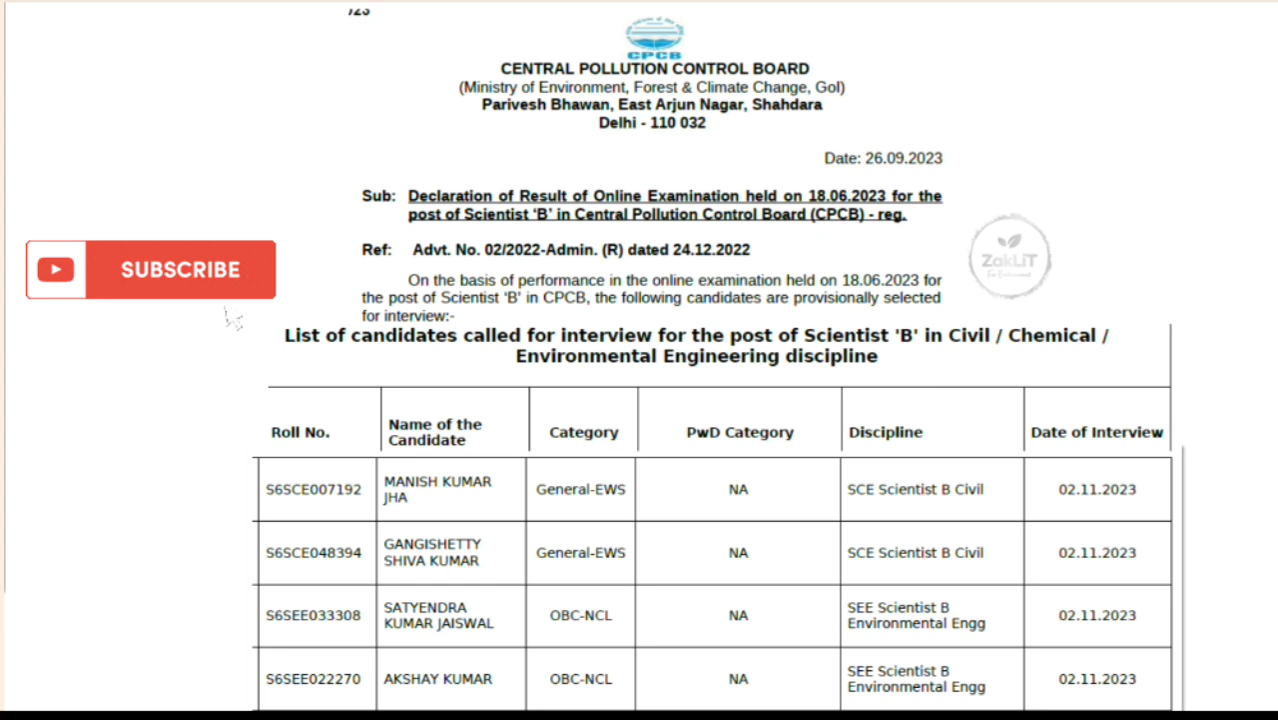 CPCB
CENTRAL POLLUTION CONTROL BOARD
(Ministry of Environment, Forest & Climate Change, GoI)
Parivesh Bhawan, East Arjun Nagar, Shahdara
Delhi - 110 032
Date: 26.09.2023
Sub: Declaration of Result of Online Examination held on 18.06.2023 for the
post of Scientist 'B' in Central Pollution Control Board (CPCB) - reg.
Ref: Advt. No. 02/2022-Admin. (R) dated 24.12.2022
ZakLiT
SUBSCRIBE
On the basis of performance in the online examination held on 18.06.2023 for
the post of Scientist 'B' in CPCB, the following candidates are provisionally selected
for interview:-
List of candidates called for interview for the post of Scientist 'B' in Civil / Chemical /
Environmental Engineering discipline
Roll No. Name of the Candidate Category PwD Category Discipline Date of Interview
S6SCE007192 MANISH KUMAR JHA General-EWS NA SCE Scientist B Civil 02.11.2023
S6SCE048394 GANGISHETTY SHIVA KUMAR General-EWS NA SCE Scientist B Civil 02.11.2023
S6SEE033308 SATYENDRA KUMAR JAISWAL OBC-NCL NA SEE Scientist B Environmental Engg 02.11.2023
S6SEE022270 AKSHAY KUMAR OBC-NCL NA SEE Scientist B Environmental Engg 02.11.2023